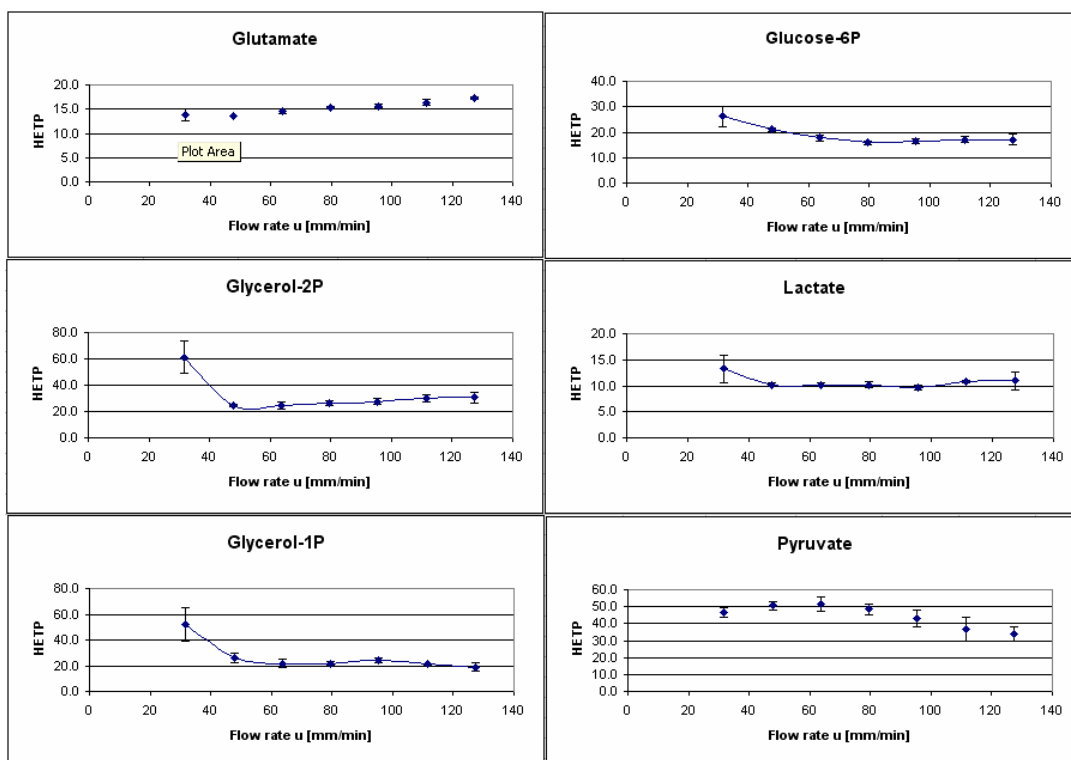 Glutamate
HETP
20.0
15.0
10.0
5.0
0.0
Plot Area
0 20 40 60 80 100 120 140
Flow rate u [mm/min]
Glucose-6P
HETP
40.0
30.0
20.0
10.0
0.0
0 20 40 60 80 100 120 140
Flow rate u [mm/min]
Glycerol-2P
HETP
80.0
60.0
40.0
20.0
0.0
0 20 40 60 80 100 120 140
Flow rate u [mm/min]
Lactate
HETP
20.0
15.0
10.0
5.0
0.0
0 20 40 60 80 100 120 140
Flow rate u [mm/min]
Glycerol-1P
HETP
80.0
60.0
40.0
20.0
0.0
0 20 40 60 80 100 120 140
Flow rate u [mm/min]
Pyruvate
HETP
60.0
50.0
40.0
30.0
20.0
10.0
0.0
0 20 40 60 80 100 120 140
Flow rate u [mm/min]